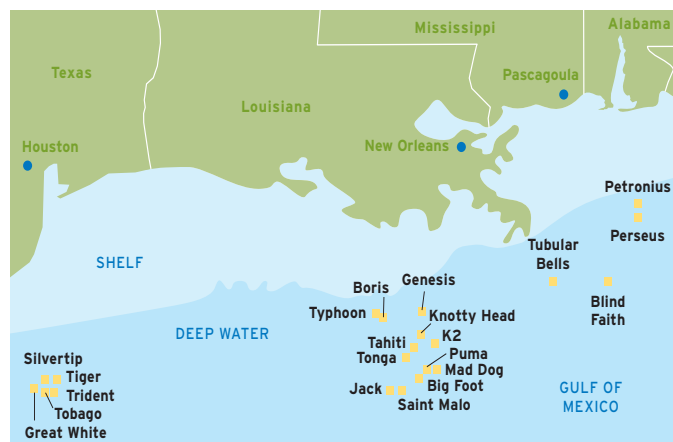 Alabama
Mississippi
Texas
Pascagoula
Louisiana
Houston
New Orleans
Petronius
Perseus
Tubular
Bells
SHELF
Genesis
Boris
Blind
Faith
Typhoon
Knotty Head
DEEP WATER
K2
Tahiti
Puma
Tonga
Mad Dog
Silvertip
Tiger
Big Foot
Jack
GULF OF
MEXICO
Trident
Saint Malo
Tobago
Great White